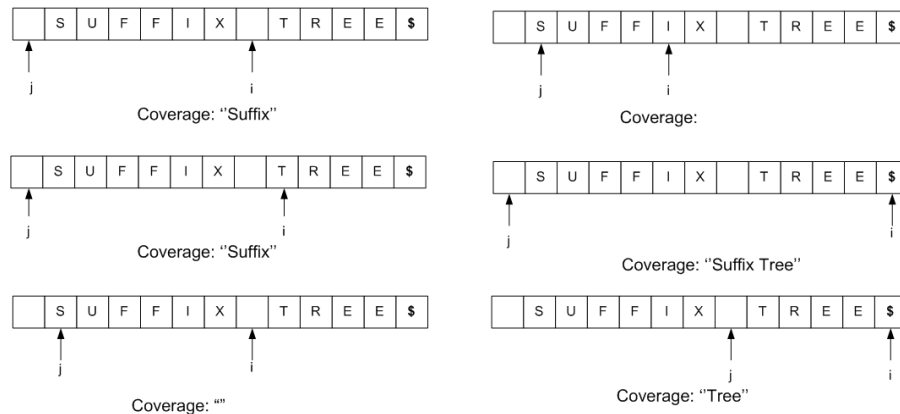 S U F F I X T R E E $
j i
Coverage: ‘’Suffix’’
S U F F I X T R E E $
j i
Coverage:
S U F F I X T R E E $
j i
Coverage: ‘’Suffix’’
S U F F I X T R E E $
j i
Coverage: ‘’Suffix Tree’’
S U F F I X T R E E $
j i
Coverage: “”
S U F F I X T R E E $
j i
Coverage: ‘’Tree’’